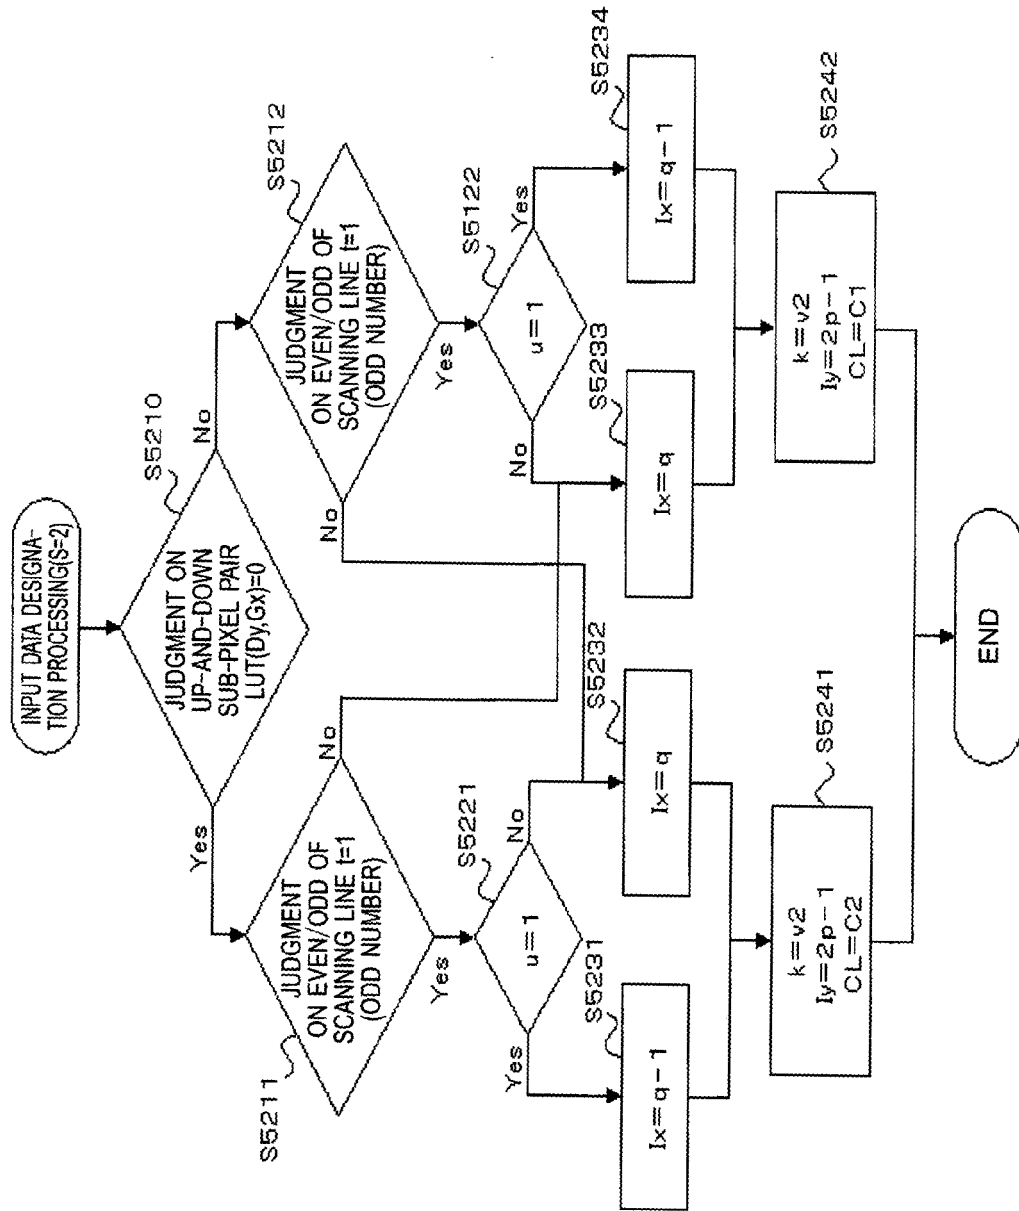 INPUT DATA DESIGNA-
TION PROCESSING(S=2)
S5210
JUDGMENT ON
UP-AND-DOWN
SUB-PIXEL PAIR
LUT(Dy,Gx)=0
Yes
No
S5211
JUDGMENT
ON EVEN/ODD OF
SCANNING LINE t=1
(ODD NUMBER)
No
Yes
S5212
JUDGMENT
ON EVEN/ODD OF
SCANNING LINE t=1
(ODD NUMBER)
No
Yes
S5221
u=1
Yes
No
S5122
u=1
No
Yes
S5231
Ix=q-1
S5232
Ix=q
S5233
Ix=q
S5234
Ix=q-1
S5241
k=v2
Iy=2p-1
CL=C2
S5242
k=v2
Iy=2p-1
CL=C1
END